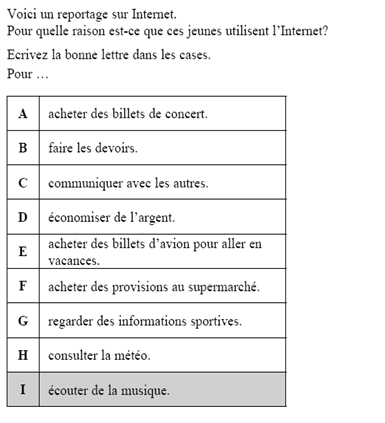 Voici un reportage sur Internet.
Pour quelle raison est-ce que ces jeunes utilisent l'Internet?
Ecrivez la bonne lettre dans les cases.
Pour …
A acheter des billets de concert.
B faire les devoirs.
C communiquer avec les autres.
D économiser de l'argent.
E acheter des billets d'avion pour aller en
vacances.
F acheter des provisions au supermarché.
G regarder des informations sportives.
H consulter la météo.
I écouter de la musique.